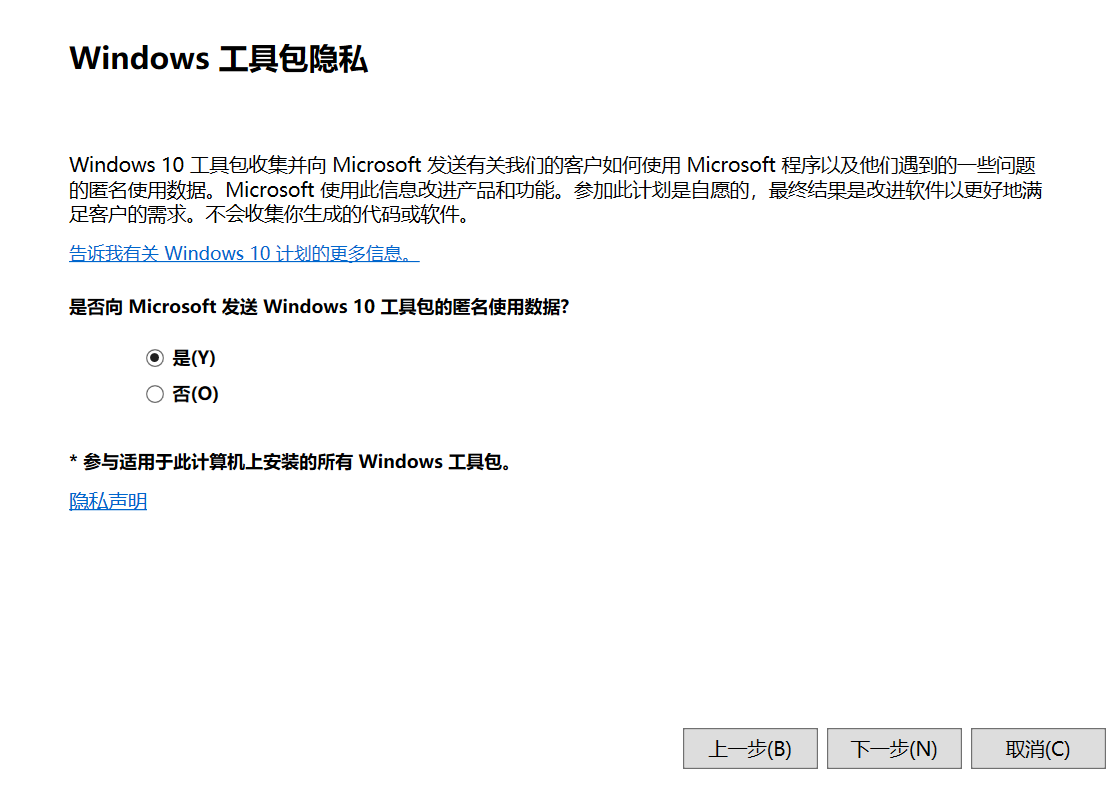 Windows 工具包隐私
Windows 10 工具包收集并向 Microsoft 发送有关我们的客户如何使用 Microsoft 程序以及他们遇到的一些问题
的匿名使用数据。Microsoft 使用此信息改进产品和功能。参加此计划是自愿的，最终结果是改进软件以更好地满
足客户的需求。不会收集你生成的代码或软件。
告诉我有关 Windows 10 计划的更多信息。
是否向 Microsoft 发送 Windows 10 工具包的匿名使用数据?
是(Y)
否(O)
* 参与适用于此计算机上安装的所有 Windows 工具包。
隐私声明
上一步(B) 下一步(N) 取消(C)